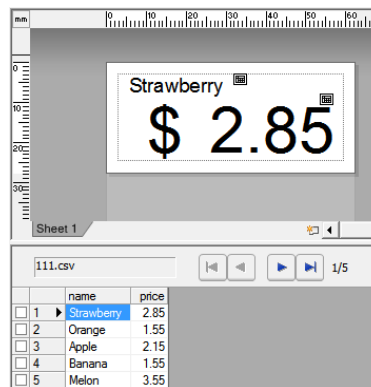 mm 0 10 20 30 40 50 60
0
10
20
30
Strawberry
$ 2.85
Sheet 1
111.csv 1/5
name price
1 Strawberry 2.85
2 Orange 1.55
3 Apple 2.15
4 Banana 1.55
5 Melon 3.55